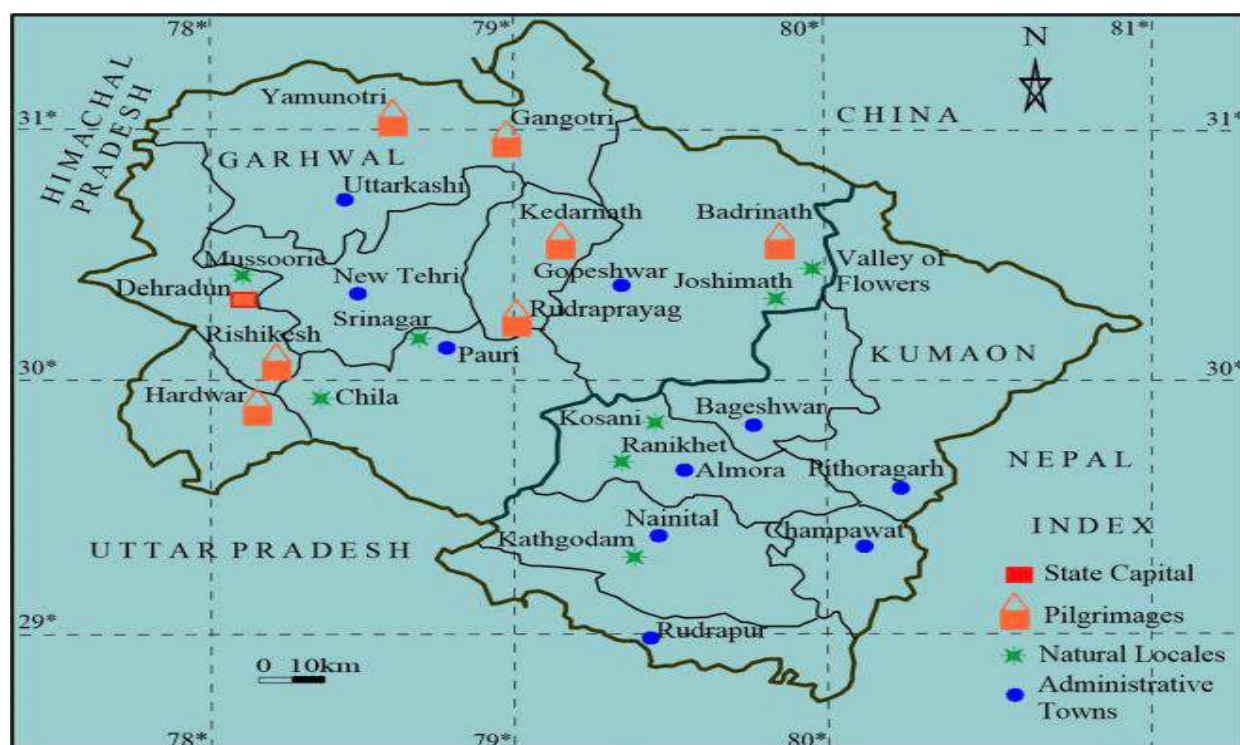 78*
79*
80*
81*
N
HIMACHAL
PRADESH
Yamunotri
Gangotri
CHINA
31*
31*
GARHWAL
Uttarkashi
Kedarnath
Badrinath
Mussoorie
New Tehri
Gopeshwar
Joshimath
Valley of
Flowers
Dehradun
Srinagar
Rudraprayag
Rishikesh
Pauri
KUMAON
30*
30*
Hardwar
Chila
Kosani
Bageshwar
Ranikhet
Almora
Pithoragarh
NEPAL
Nainital
Champawat
INDEX
UTTAR PRADESH
Kathgodam
State Capital
Pilgrimages
29*
29*
Rudrapur
Natural Locales
0 10km
Administrative
Towns
78*
79*
80*